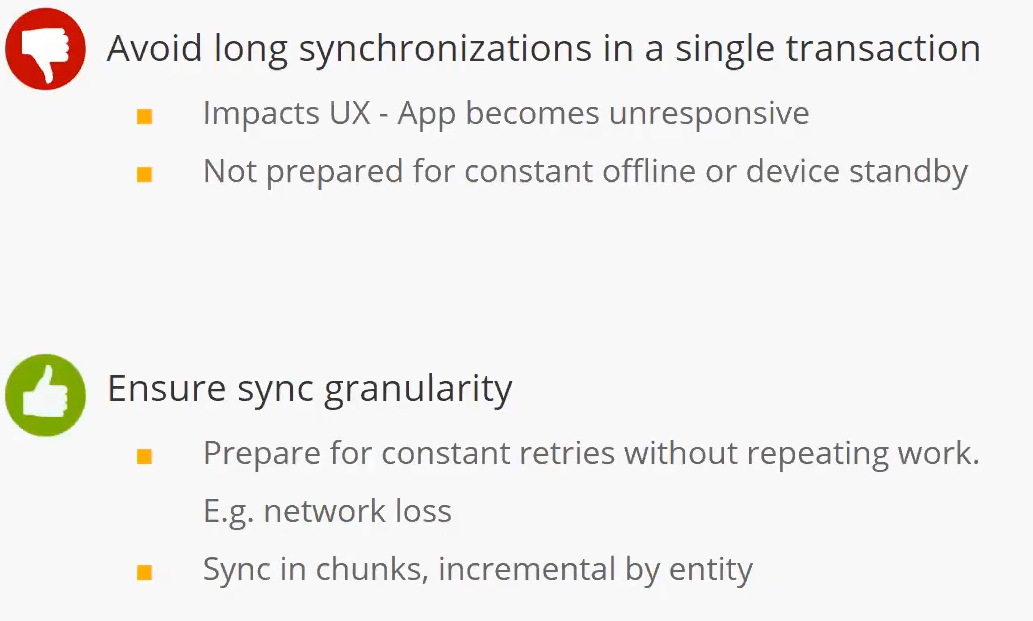 Avoid long synchronizations in a single transaction
Impacts UX - App becomes unresponsive
Not prepared for constant offline or device standby
Ensure sync granularity
Prepare for constant retries without repeating work.
E.g. network loss
Sync in chunks, incremental by entity